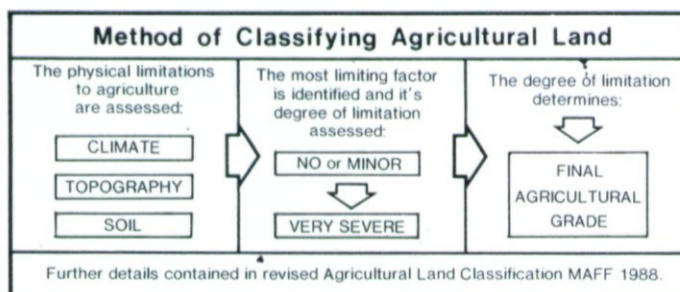 Method of Classifying Agricultural Land
The physical limitations
to agriculture
are assessed:
CLIMATE
TOPOGRAPHY
SOIL
The most limiting factor
is identified and it's
degree of limitation
assessed:
NO or MINOR
VERY SEVERE
The degree of limitation
determines:
FINAL
AGRICULTURAL
GRADE
Further details contained in revised Agricultural Land Classification MAFF 1988.